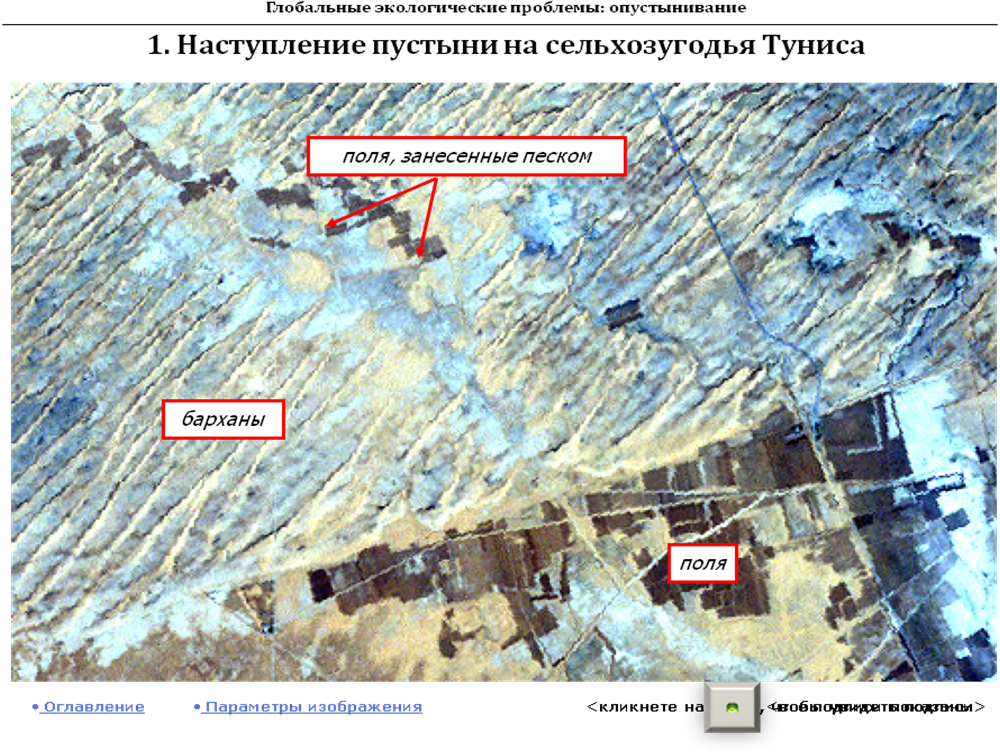 Глобальные экологические проблемы: опустынивание
1. Наступление пустыни на сельхозугодья Туниса
поля, занесенные песком
барханы
поля
• Оглавление
• Параметры изображения
<кликнете на